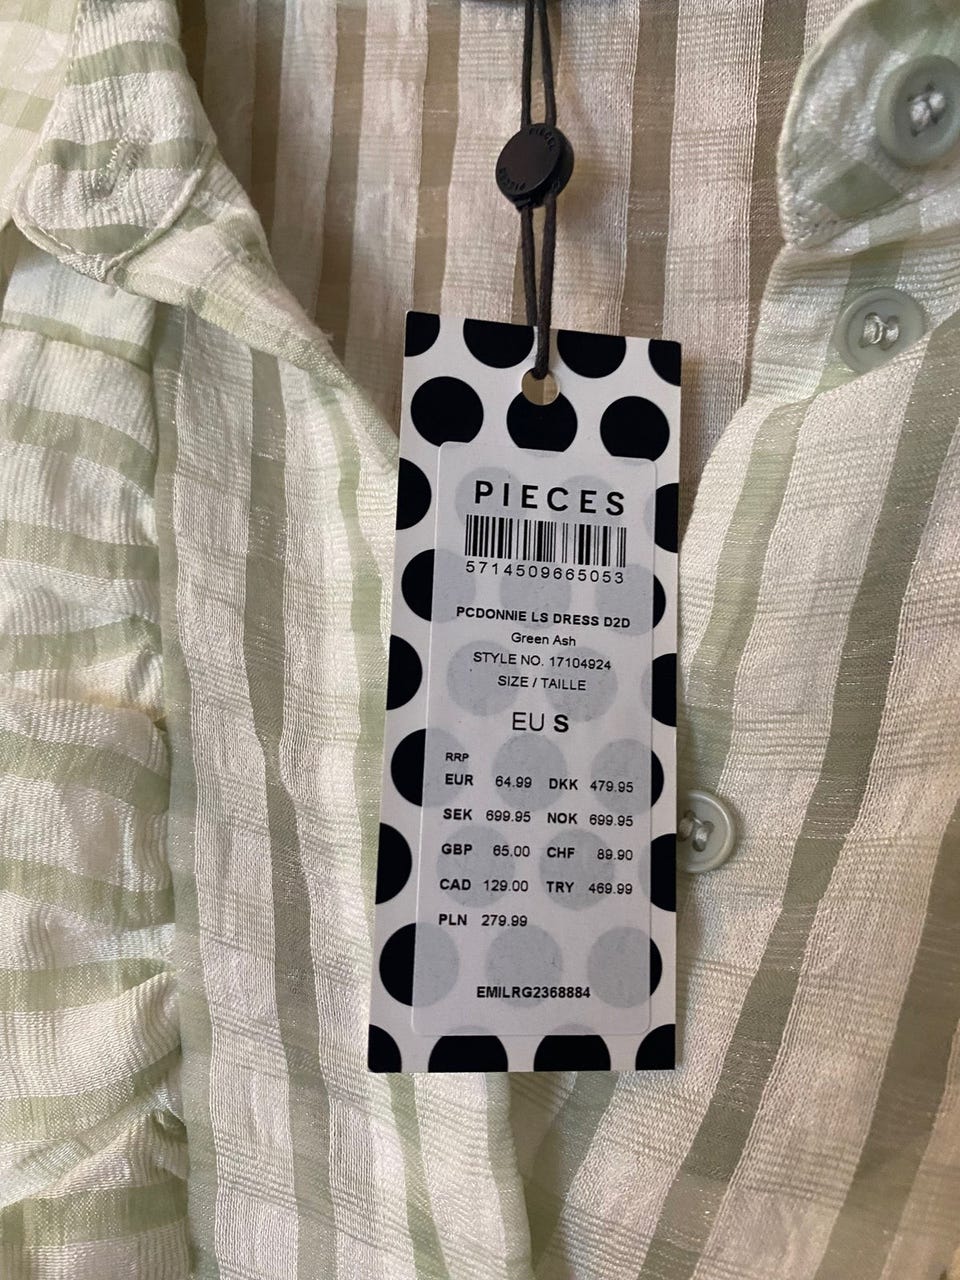 PIECES
PIECES
PIECES
5714509665053
PCDONNIE LS DRESS D2D
Green Ash
STYLE NO. 17104924
SIZE / TAILLE
EU S
RRP
EUR 64.99 DKK 479.95
SEK 699.95 NOK 699.95
GBP 65.00 CHF 89.90
CAD 129.00 TRY 469.99
PLN 279.99
EMILRG2368884